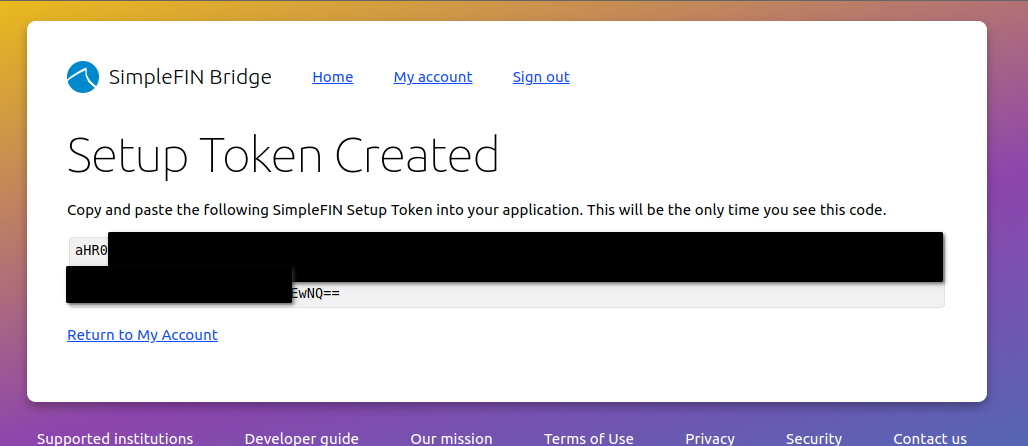 SimpleFIN Bridge Home My account Sign out
Setup Token Created
Copy and paste the following SimpleFIN Setup Token into your application. This will be the only time you see this code.
aHR0
EwNQ==
Return to My Account
Supported institutions Developer guide Our mission Terms of Use Privacy Security Contact us